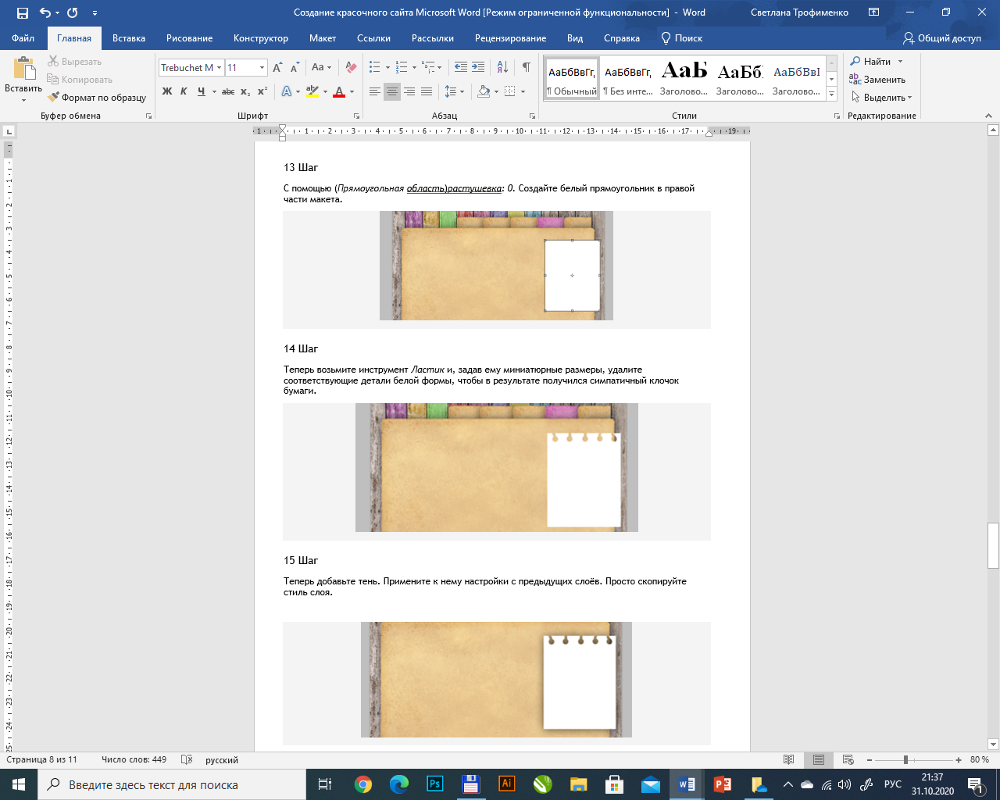 Создание красочного сайта Microsoft Word [Режим ограниченной функциональности] - Word
Светлана Трофименко
Файл Главная Вставка Рисование Конструктор Макет Ссылки Рассылки Рецензирование Вид Справка Поиск Общий доступ
Вставить
Вырезать
Копировать
Формат по образцу
Буфер обмена
Trebuchet M 11
Шрифт
Абзац
АаБбВвГг, АаБбВвГг, АаБ АаБбВ АаБбВвІ
¶ Обычный ¶ Без инте... Заголово... Заголово... Заголово...
Стили
Найти
Заменить
Выделить
Редактирование
13 Шаг
С помощью (Прямоугольная область)растушевка: 0. Создайте белый прямоугольник в правой
части макета.
14 Шаг
Теперь возьмите инструмент Ластик и, задав ему миниатюрные размеры, удалите
соответствующие детали белой формы, чтобы в результате получился симпатичный клочок
бумаги.
15 Шаг
Теперь добавьте тень. Примените к нему настройки с предыдущих слоёв. Просто скопируйте
стиль слоя.
Страница 8 из 11 Число слов: 449 русский 80 %
Введите здесь текст для поиска
РУС
21:37
31.10.2020